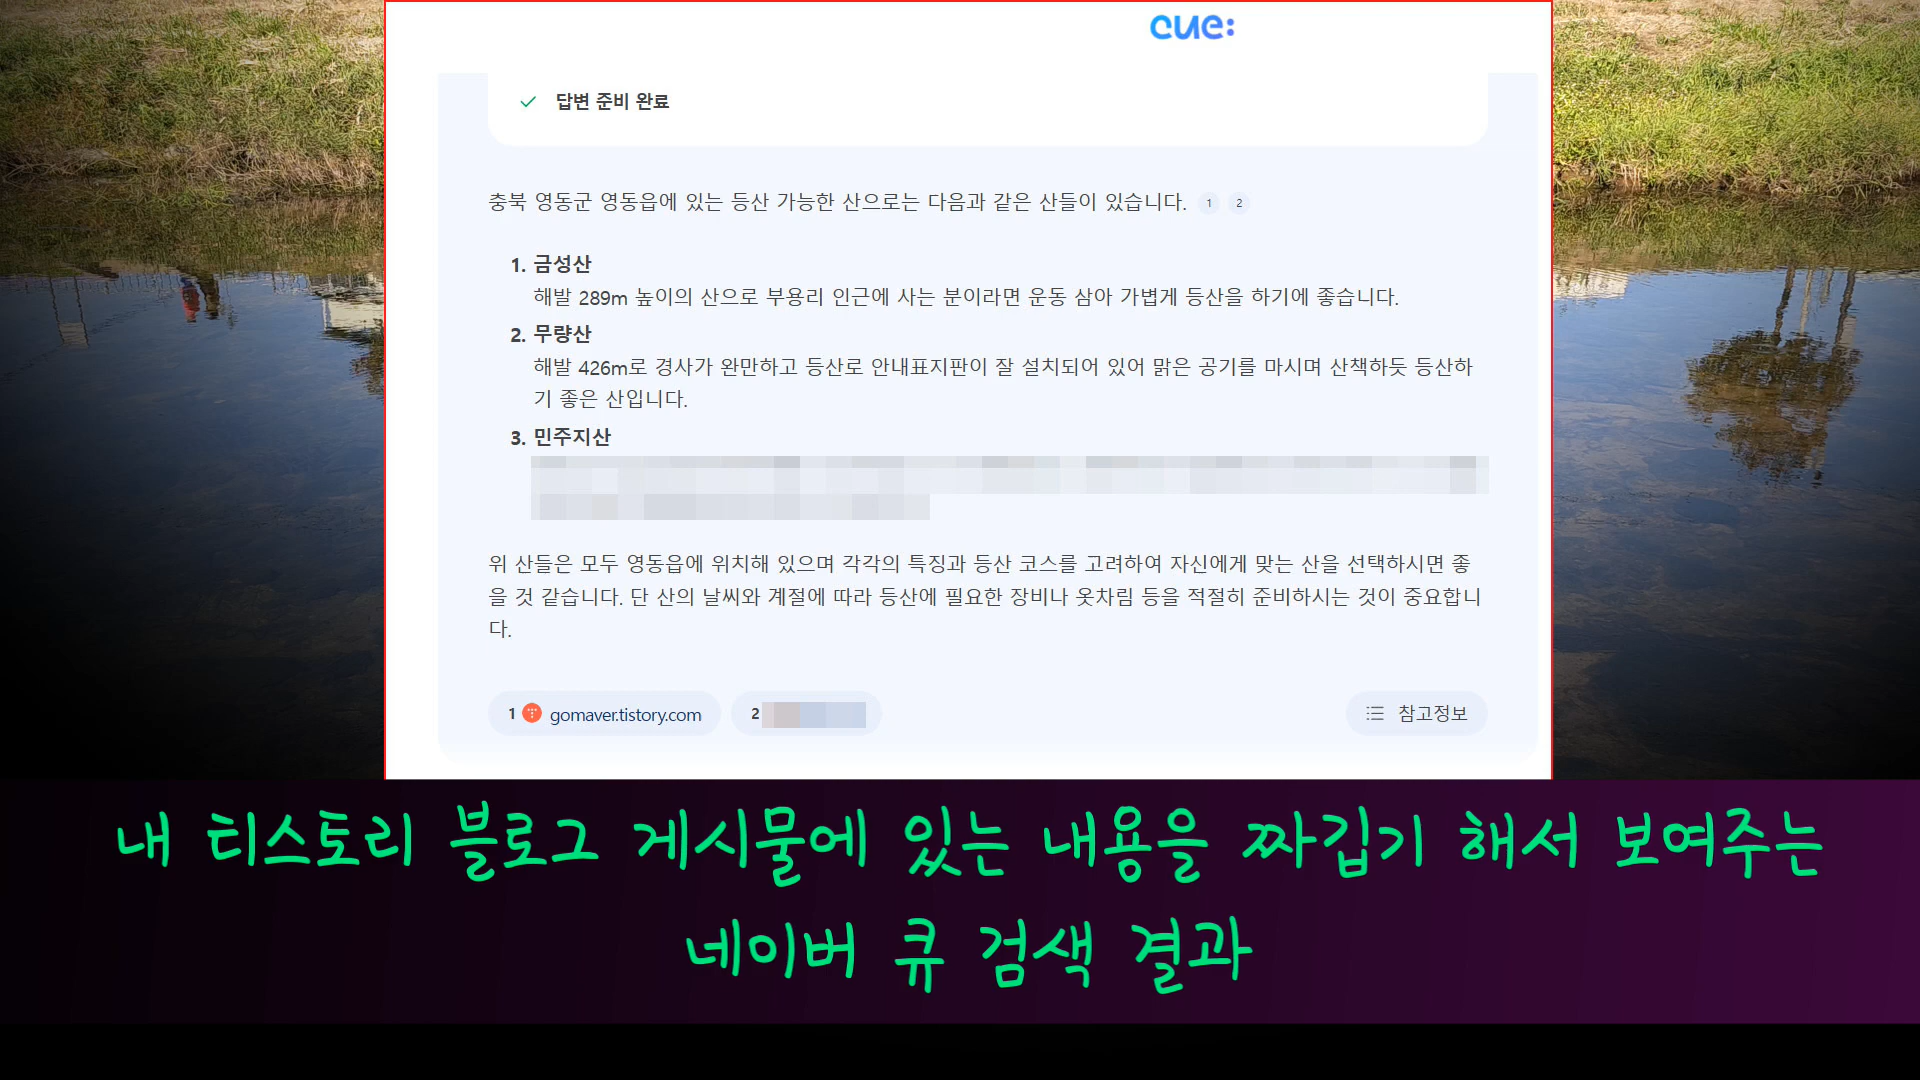 cue:
답변 준비 완료
충북 영동군 영동읍에 있는 등산 가능한 산으로는 다음과 같은 산들이 있습니다. 1 2
1. 금성산
해발 289m 높이의 산으로 부용리 인근에 사는 분이라면 운동 삼아 가볍게 등산을 하기에 좋습니다.
2. 무량산
해발 426m로 경사가 완만하고 등산로 안내표지판이 잘 설치되어 있어 맑은 공기를 마시며 산책하듯 등산하
기 좋은 산입니다.
3. 민주지산
위 산들은 모두 영동읍에 위치해 있으며 각각의 특징과 등산 코스를 고려하여 자신에게 맞는 산을 선택하시면 좋
을 것 같습니다. 단 산의 날씨와 계절에 따라 등산에 필요한 장비나 옷차림 등을 적절히 준비하시는 것이 중요합니
다.
1 gomaver.tistory.com 2 참고정보
내 티스토리 블로그 게시물에 있는 내용을 짜깁기 해서 보여주는
네이버 큐 검색 결과